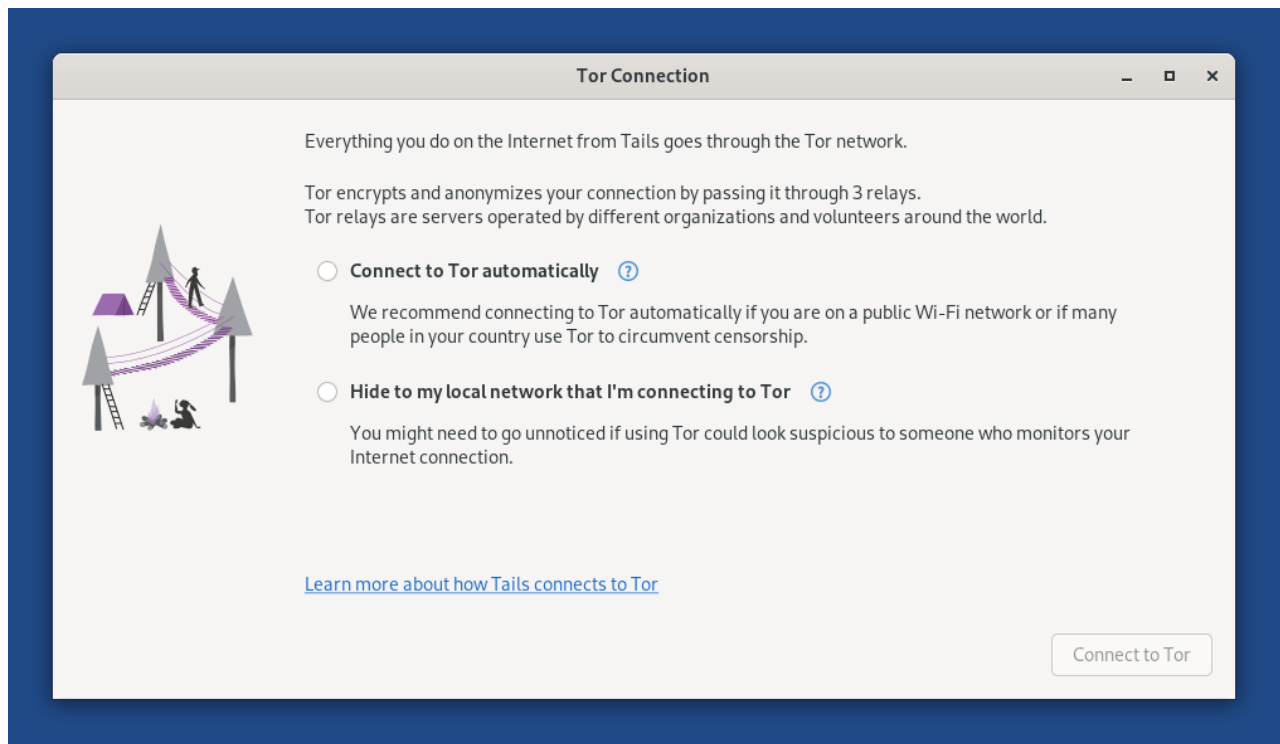 Tor Connection
Everything you do on the Internet from Tails goes through the Tor network.
Tor encrypts and anonymizes your connection by passing it through 3 relays.
Tor relays are servers operated by different organizations and volunteers around the world.
Connect to Tor automatically ?
We recommend connecting to Tor automatically if you are on a public Wi-Fi network or if many
people in your country use Tor to circumvent censorship.
Hide to my local network that I'm connecting to Tor ?
You might need to go unnoticed if using Tor could look suspicious to someone who monitors your
Internet connection.
Learn more about how Tails connects to Tor
Connect to Tor